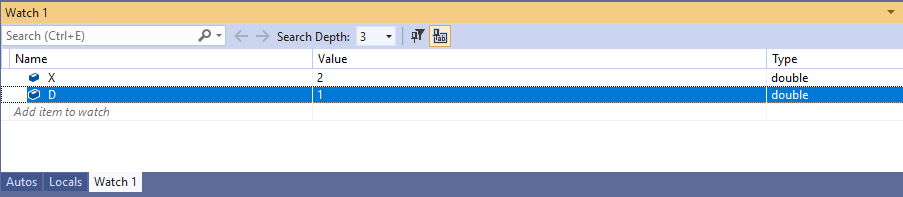 Watch 1
Search (Ctrl+E) Search Depth: 3
Name Value Type
X 2 double
D 1 double
Add item to watch
Autos Locals Watch 1